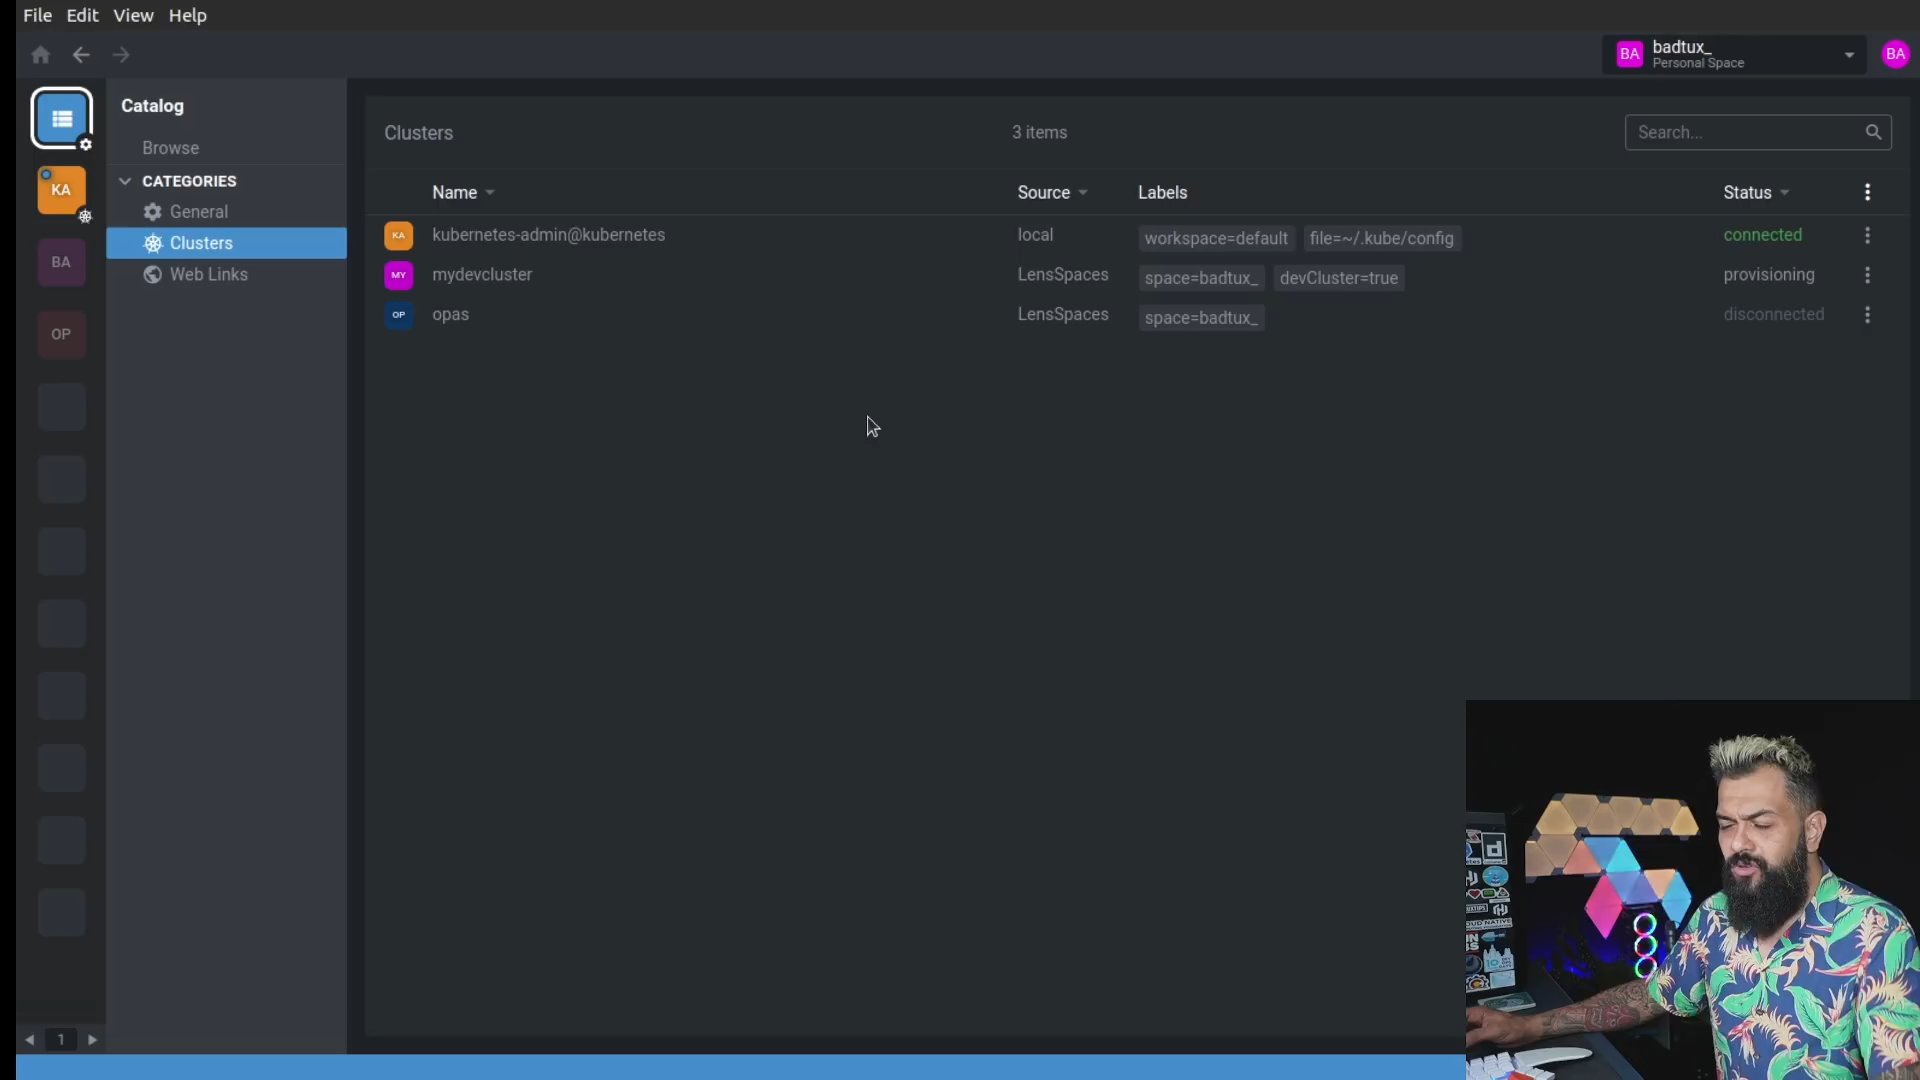 File Edit View Help
BA badtux_
Personal Space
BA
Catalog
Browse
CATEGORIES
General
Clusters
Web Links
KA
BA
OP
1
Clusters
3 items
Search...
Name Source Labels Status
KA kubernetes-admin@kubernetes local workspace=default file=~/.kube/config connected
MY mydevcluster LensSpaces space=badtux_ devCluster=true provisioning
OP opas LensSpaces space=badtux_ disconnected